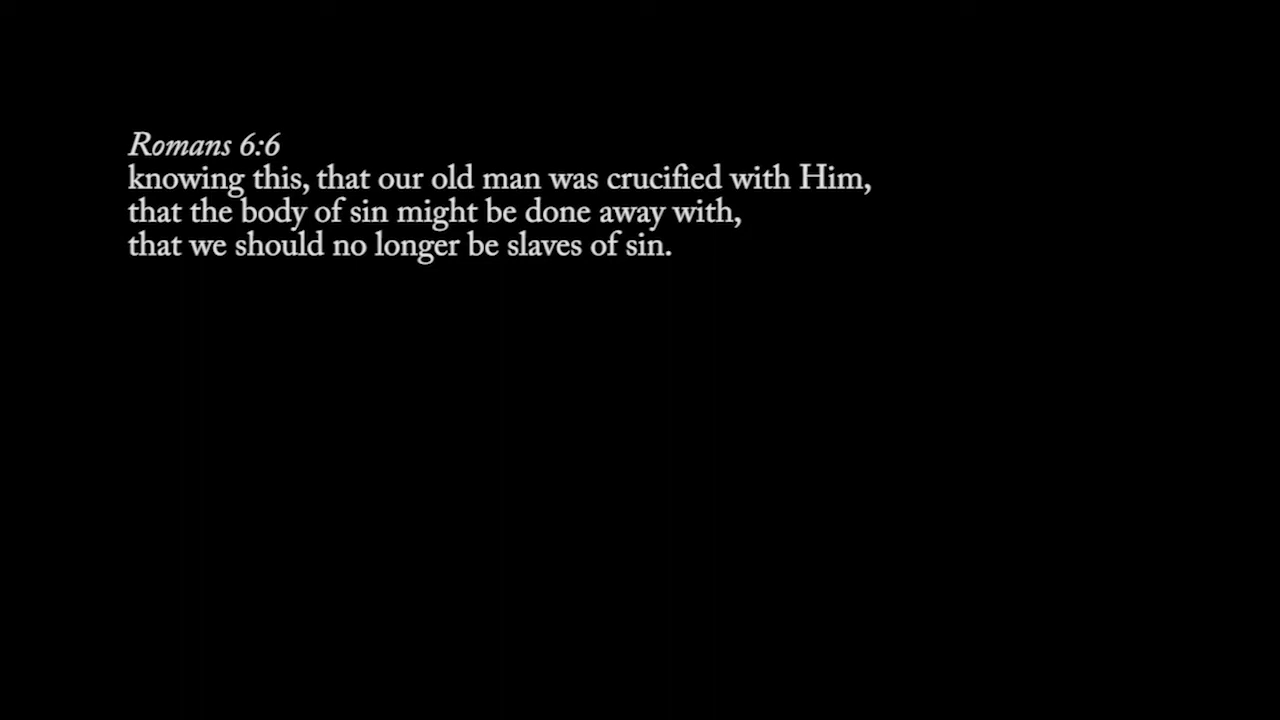 Romans 6:6
knowing this, that our old man was crucified with Him,
that the body of sin might be done away with,
that we should no longer be slaves of sin.